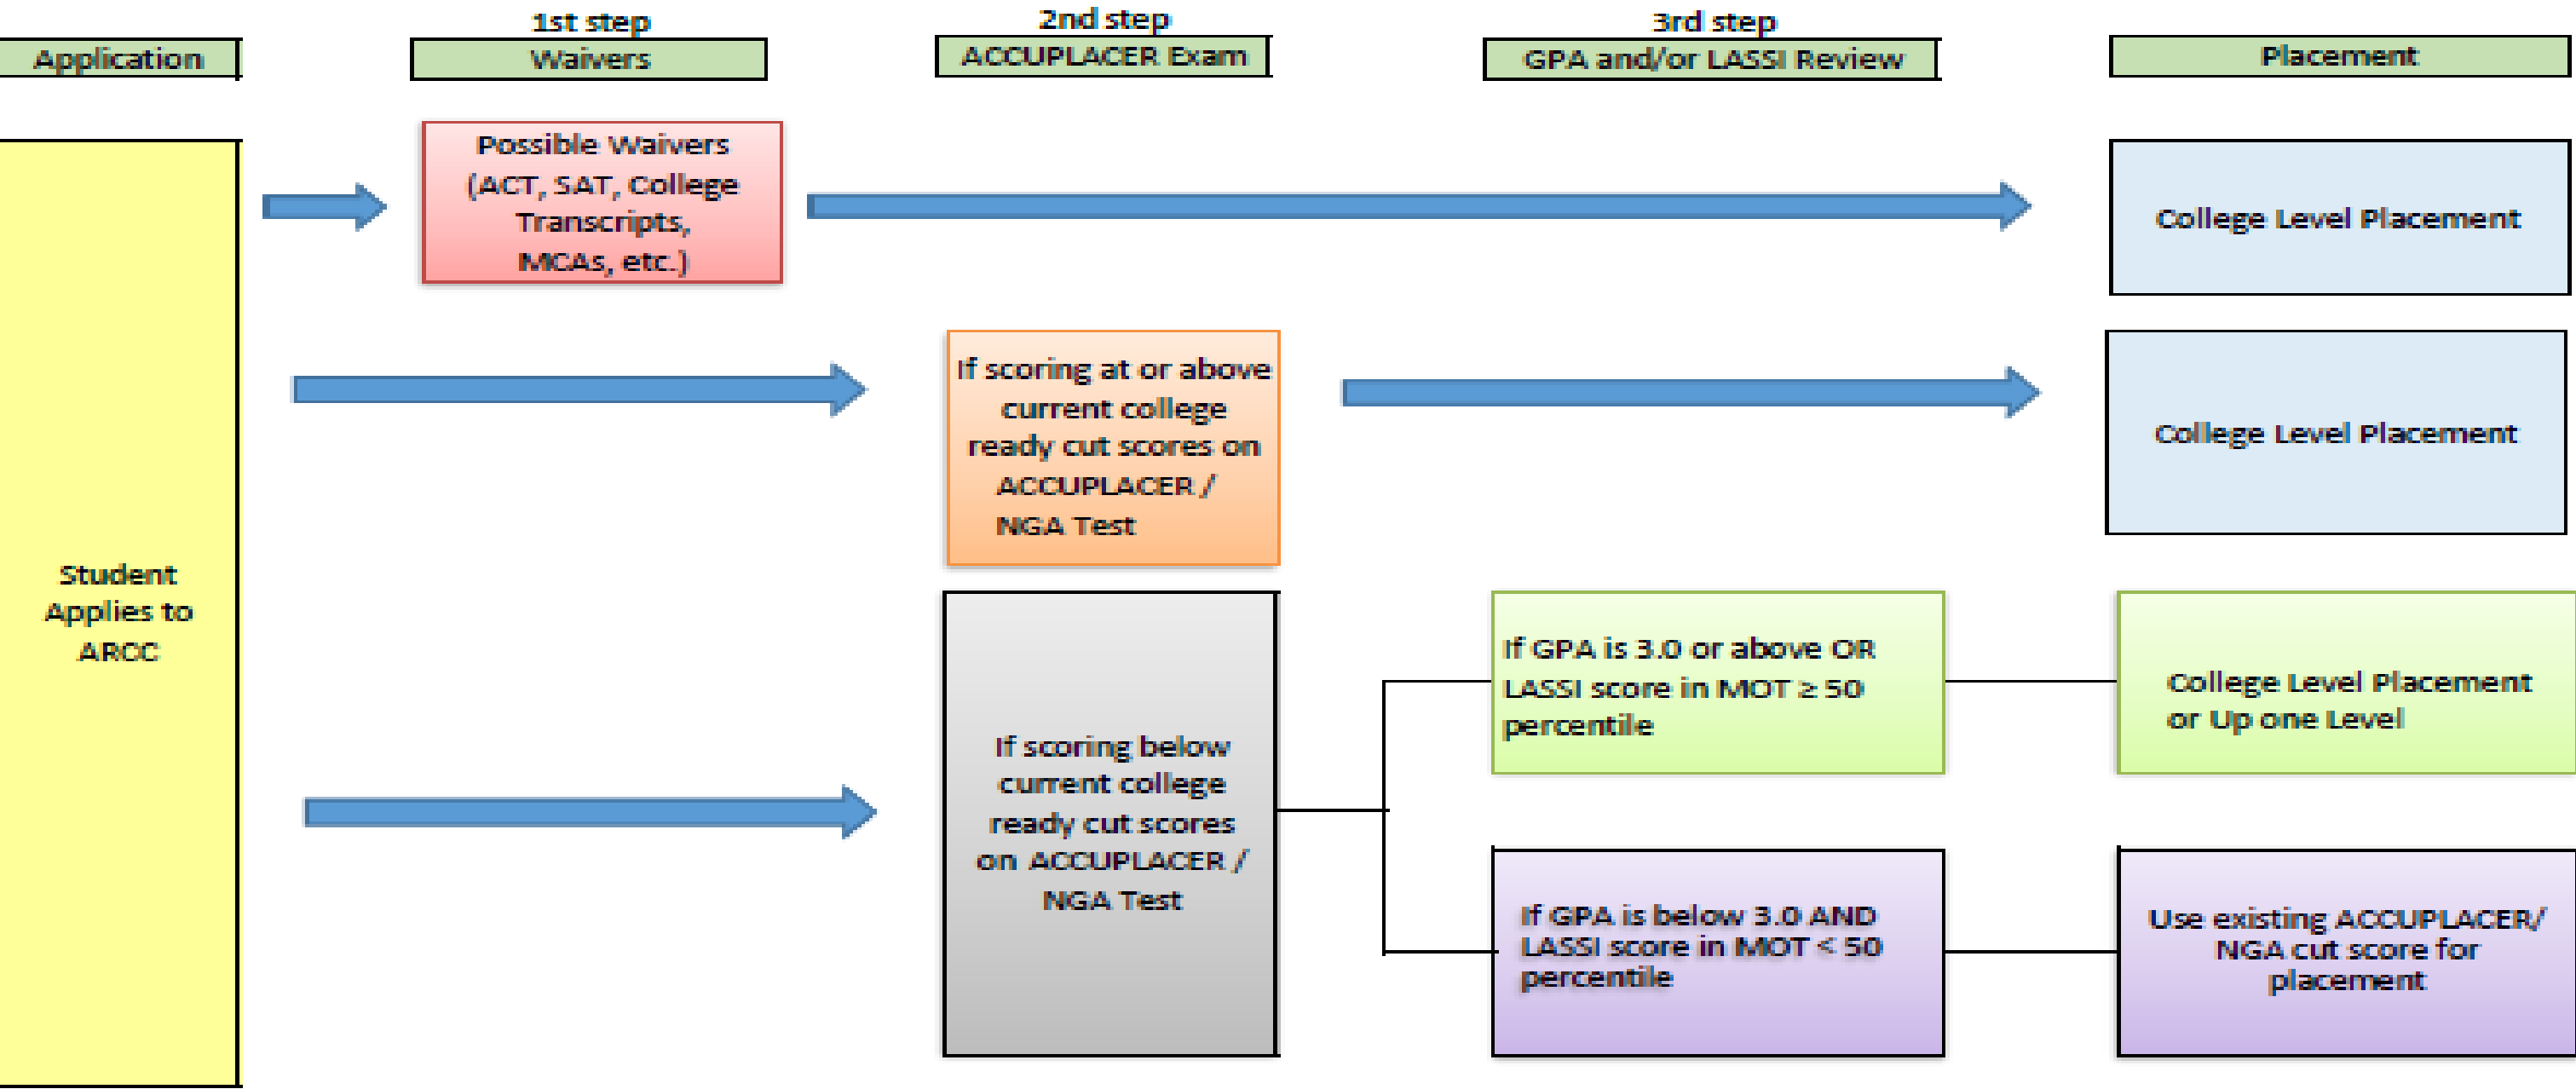 1st step
2nd step
3rd step
Application
Waivers
ACCUPLACER Exam
GPA and/or LASSI Review
Placement
Student
Applies to
ARCC
Possible Waivers
(ACT, SAT, College
Transcripts,
MCAs, etc.)
College Level Placement
If scoring at or above
current college
ready cut scores on
ACCUPLACER /
NGA Test
College Level Placement
If scoring below
current college
ready cut scores
on ACCUPLACER /
NGA Test
If GPA is 3.0 or above OR
LASSI score in MOT ≥ 50
percentile
College Level Placement
or Up one Level
If GPA is below 3.0 AND
LASSI score in MOT < 50
percentile
Use existing ACCUPLACER/
NGA cut score for
placement